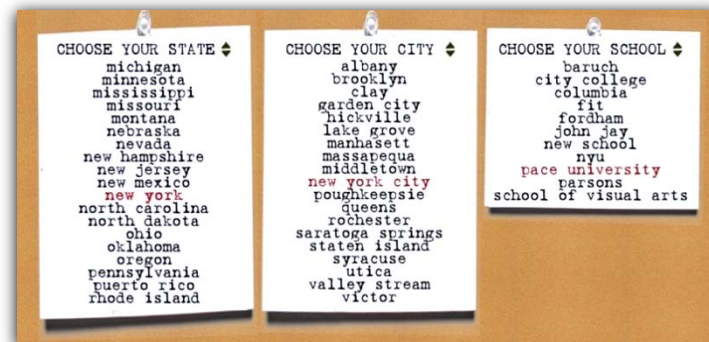 CHOOSE YOUR STATE
michigan
minnesota
mississippi
missouri
montana
nebraska
nevada
new hampshire
new jersey
new mexico
new york
north carolina
north dakota
ohio
oklahoma
oregon
pennsylvania
puerto rico
rhode island
CHOOSE YOUR CITY
albany
brooklyn
clay
garden city
hickville
lake grove
manhasett
massapequa
middletown
new york city
poughkeepsie
queens
rochester
saratoga springs
staten island
syracuse
utica
valley stream
victor
CHOOSE YOUR SCHOOL
baruch
city college
columbia
fit
fordham
john jay
new school
nyu
pace university
parsons
school of visual arts